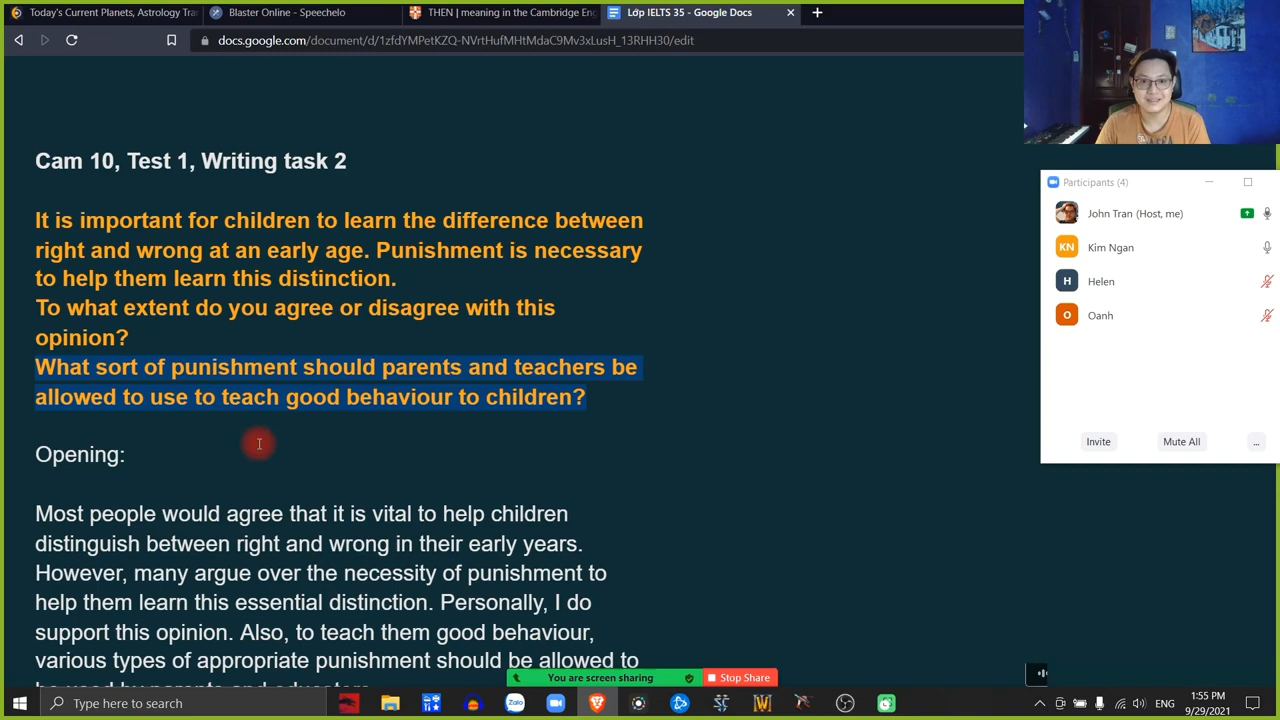 Today's Current Planets, Astrology Tran
Blaster Online - Speechelo
THEN | meaning in the Cambridge Eng
Lớp IELTS 35 - Google Docs
docs.google.com/document/d/1zfdYMPetKZQ-NVrtHufMHtMdaC9Mv3xLusH_13RHH30/edit
Cam 10, Test 1, Writing task 2
It is important for children to learn the difference between
right and wrong at an early age. Punishment is necessary
to help them learn this distinction.
To what extent do you agree or disagree with this
opinion?
What sort of punishment should parents and teachers be
allowed to use to teach good behaviour to children?
Opening:
Most people would agree that it is vital to help children
distinguish between right and wrong in their early years.
However, many argue over the necessity of punishment to
help them learn this essential distinction. Personally, I do
support this opinion. Also, to teach them good behaviour,
various types of appropriate punishment should be allowed to
be used by parents and educators.
Participants (4)
John Tran (Host, me)
KN Kim Ngan
H Helen
O Oanh
Invite
Mute All
...
You are screen sharing
Stop Share
Type here to search
Zalo
ENG
1:55 PM
9/29/2021